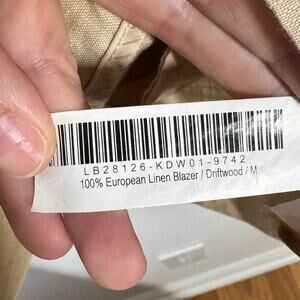 LB28126-KDW01-9742
100% European Linen Blazer / Driftwood / M